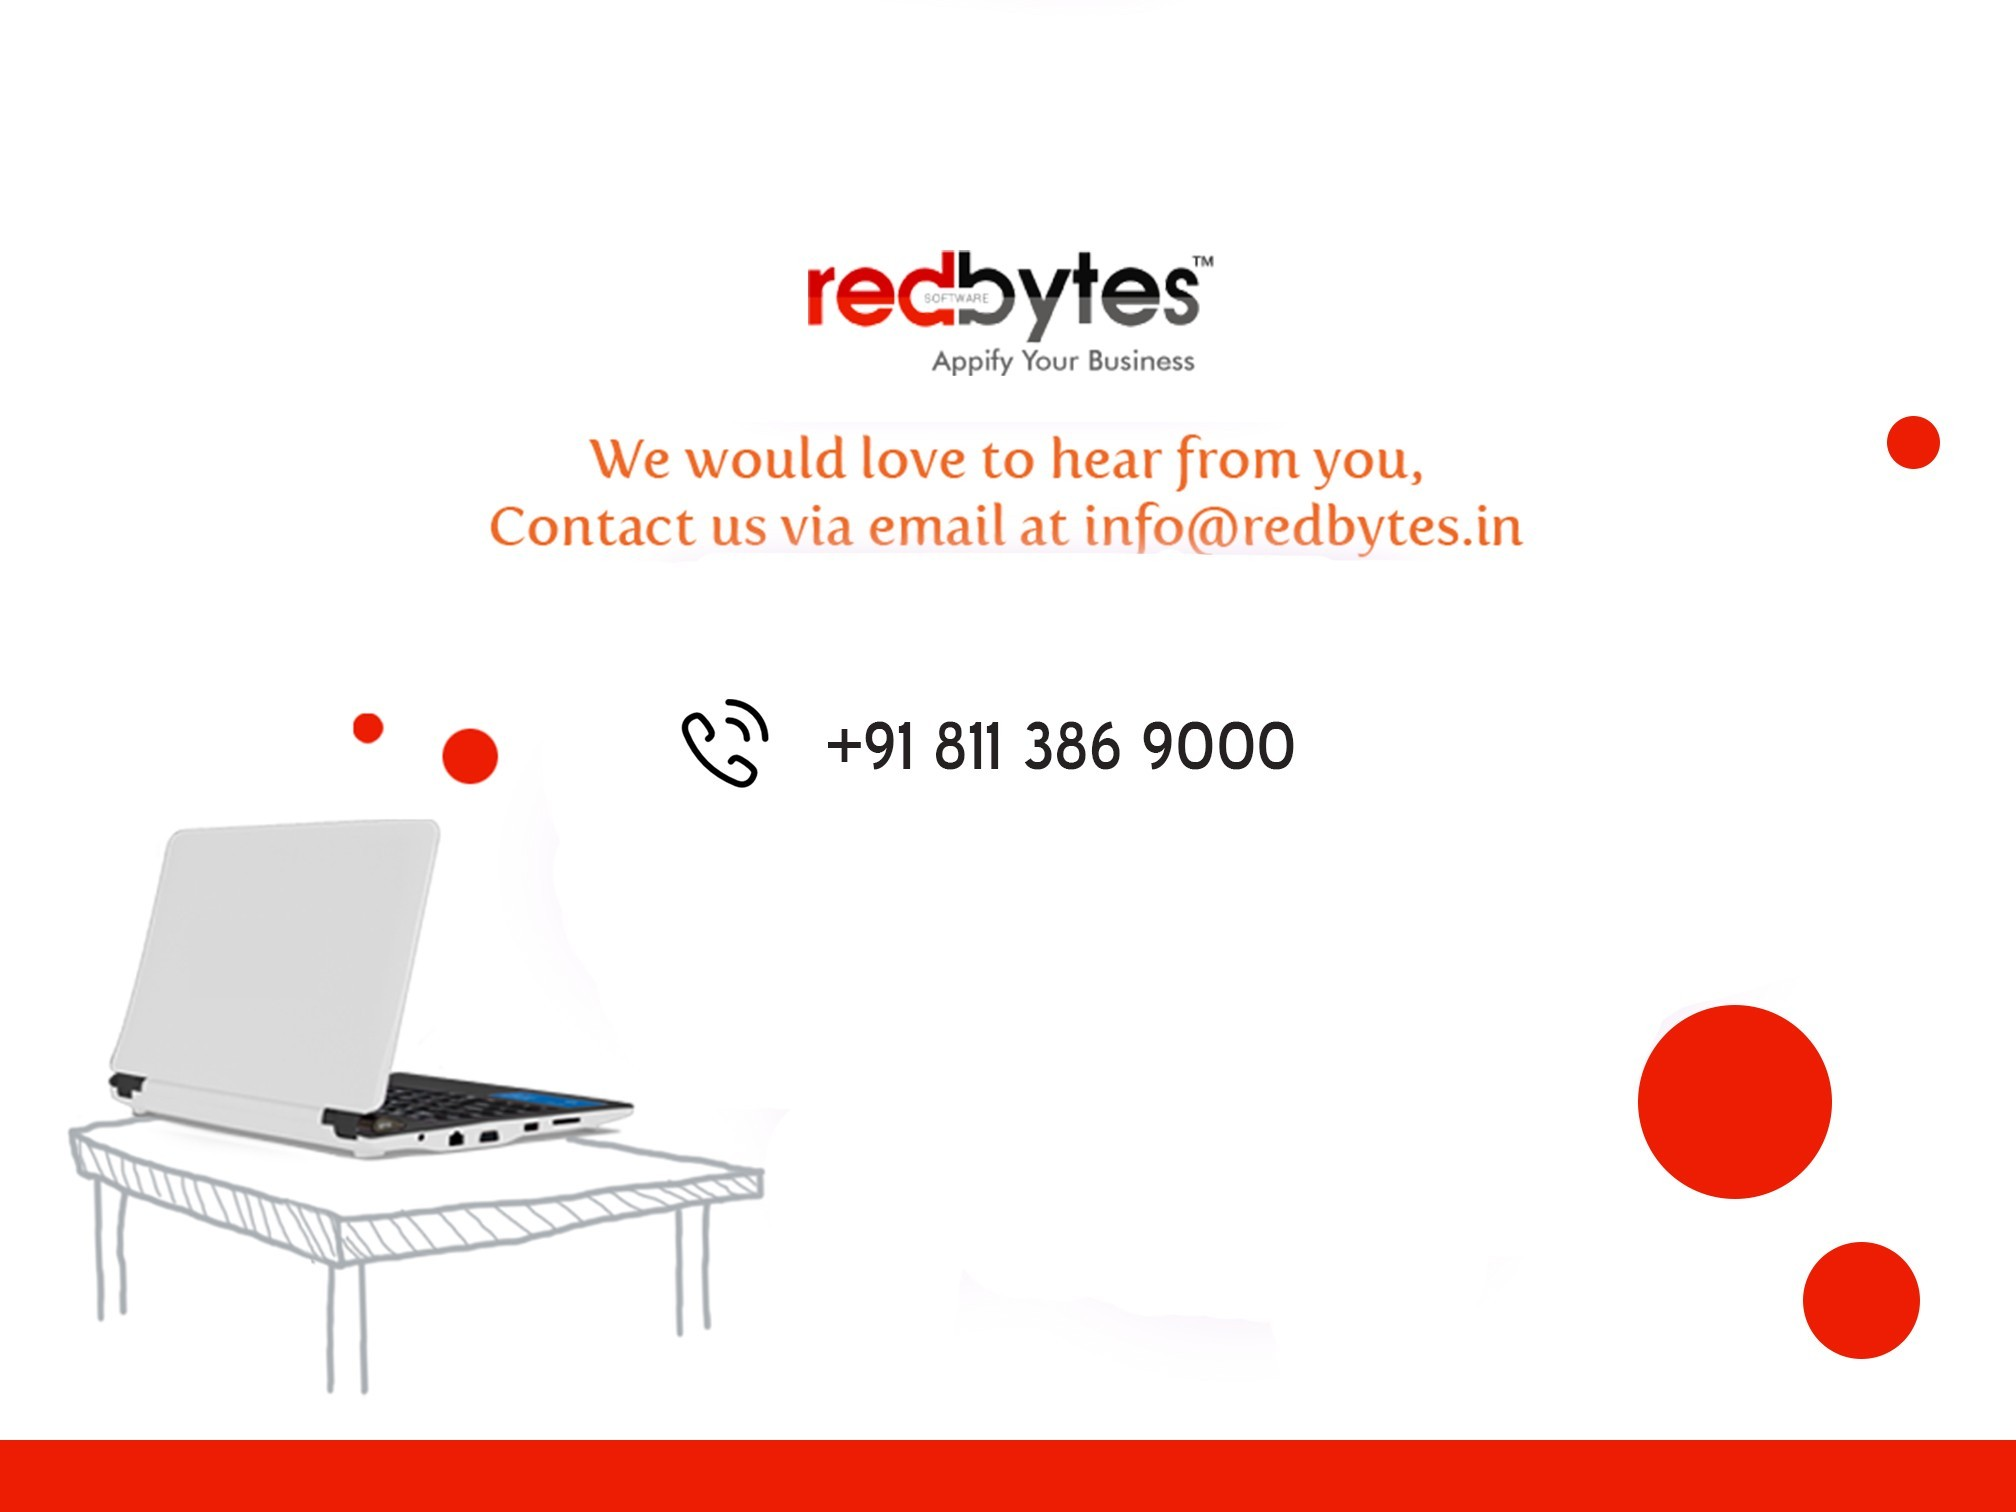 redbytes™
SOFTWARE
Appify Your Business
We would love to hear from you,
Contact us via email at info@redbytes.in
+91 811 386 9000